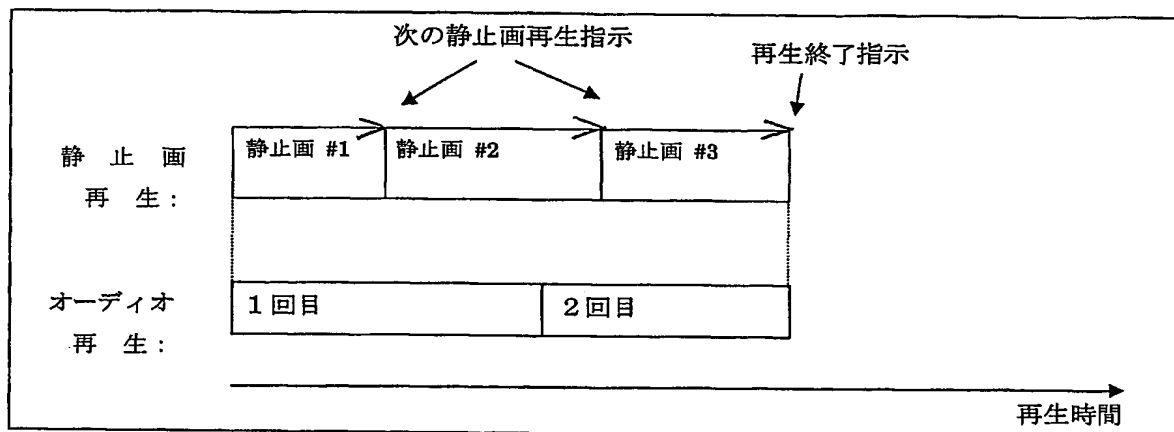 次の静止画再生指示
再生終了指示
静止画
再生：
静止画 #1
静止画 #2
静止画 #3
オーディオ
再生：
1回目
2回目
再生時間